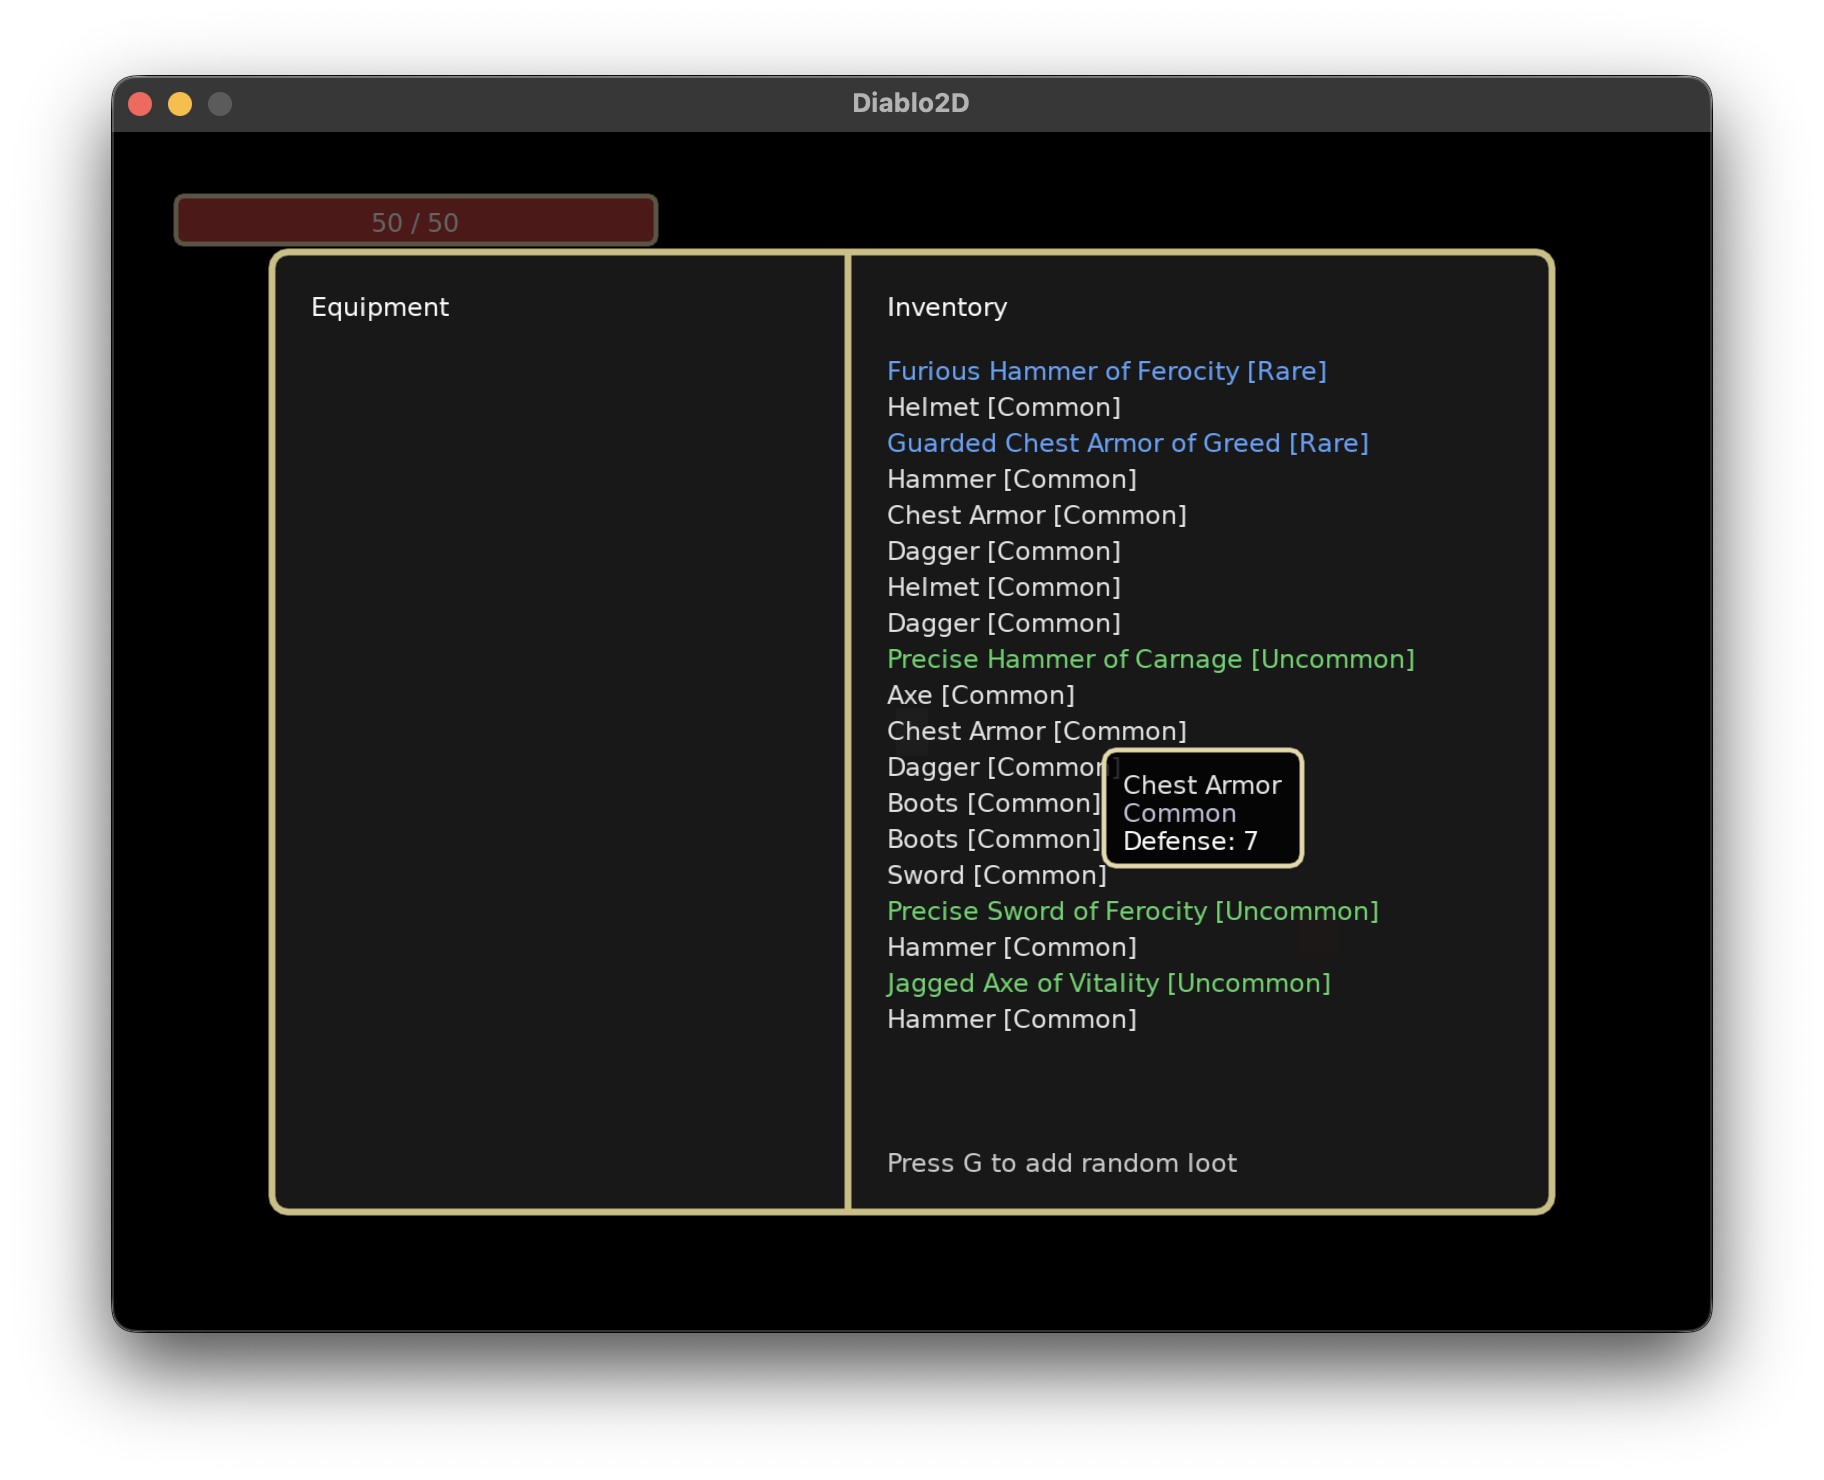 Diablo2D
50 / 50
Equipment
Inventory
Furious Hammer of Ferocity [Rare]
Helmet [Common]
Guarded Chest Armor of Greed [Rare]
Hammer [Common]
Chest Armor [Common]
Dagger [Common]
Helmet [Common]
Dagger [Common]
Precise Hammer of Carnage [Uncommon]
Axe [Common]
Chest Armor [Common]
Dagger [Common]
Boots [Common]
Boots [Common]
Sword [Common]
Precise Sword of Ferocity [Uncommon]
Hammer [Common]
Jagged Axe of Vitality [Uncommon]
Hammer [Common]
Chest Armor
Common
Defense: 7
Press G to add random loot